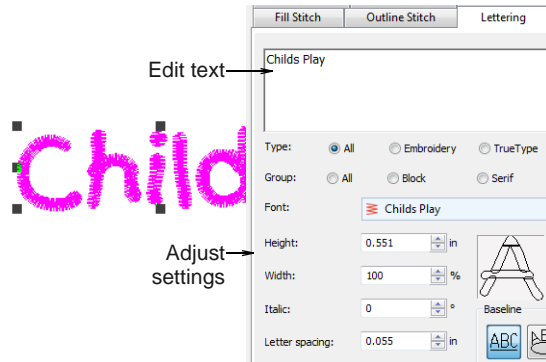 Fill Stitch Outline Stitch Lettering
Edit text
Childs Play
Child
Type: All Embroidery TrueType
Group: All Block Serif
Font: Childs Play
Adjust
settings
Height: 0.551 in
Width: 100 %
Italic: 0 °
Baseline
Letter spacing: 0.055 in
ABC